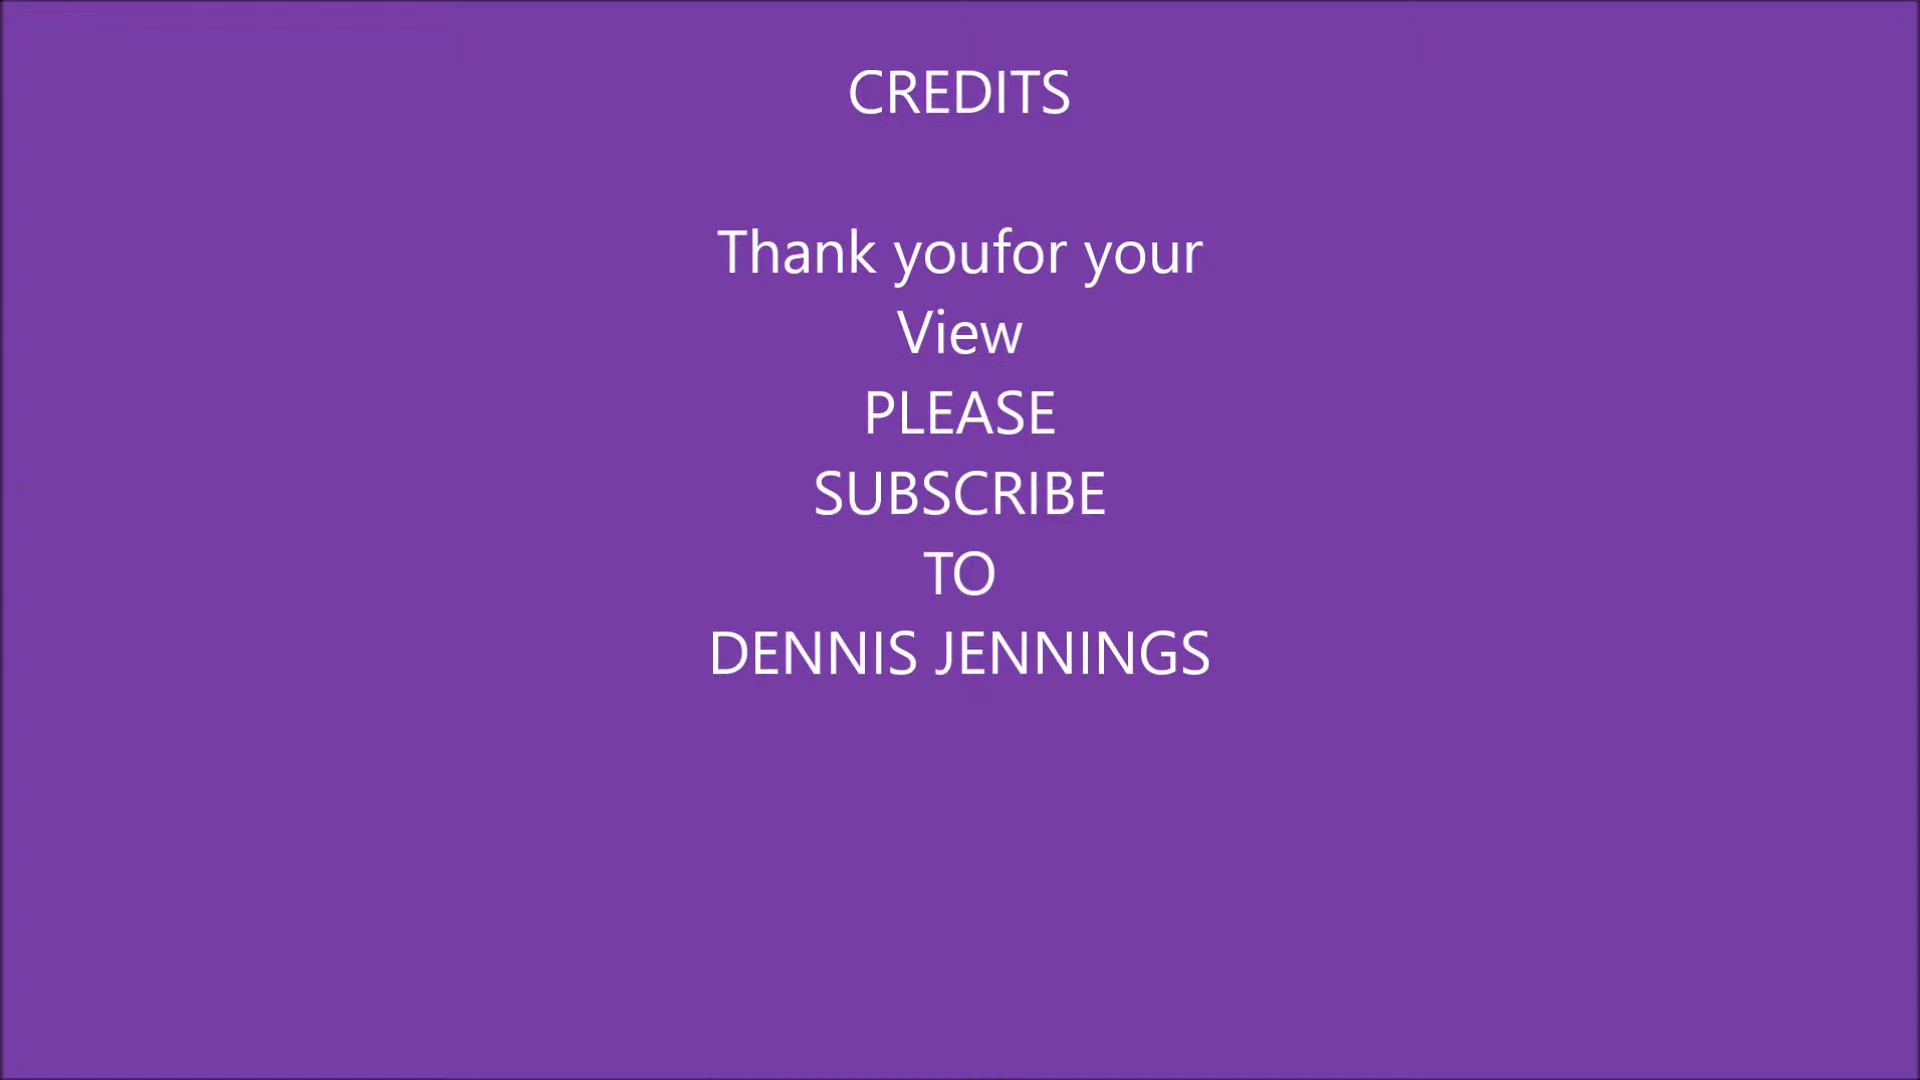 CREDITS
Thank youfor your
View
PLEASE
SUBSCRIBE
TO
DENNIS JENNINGS